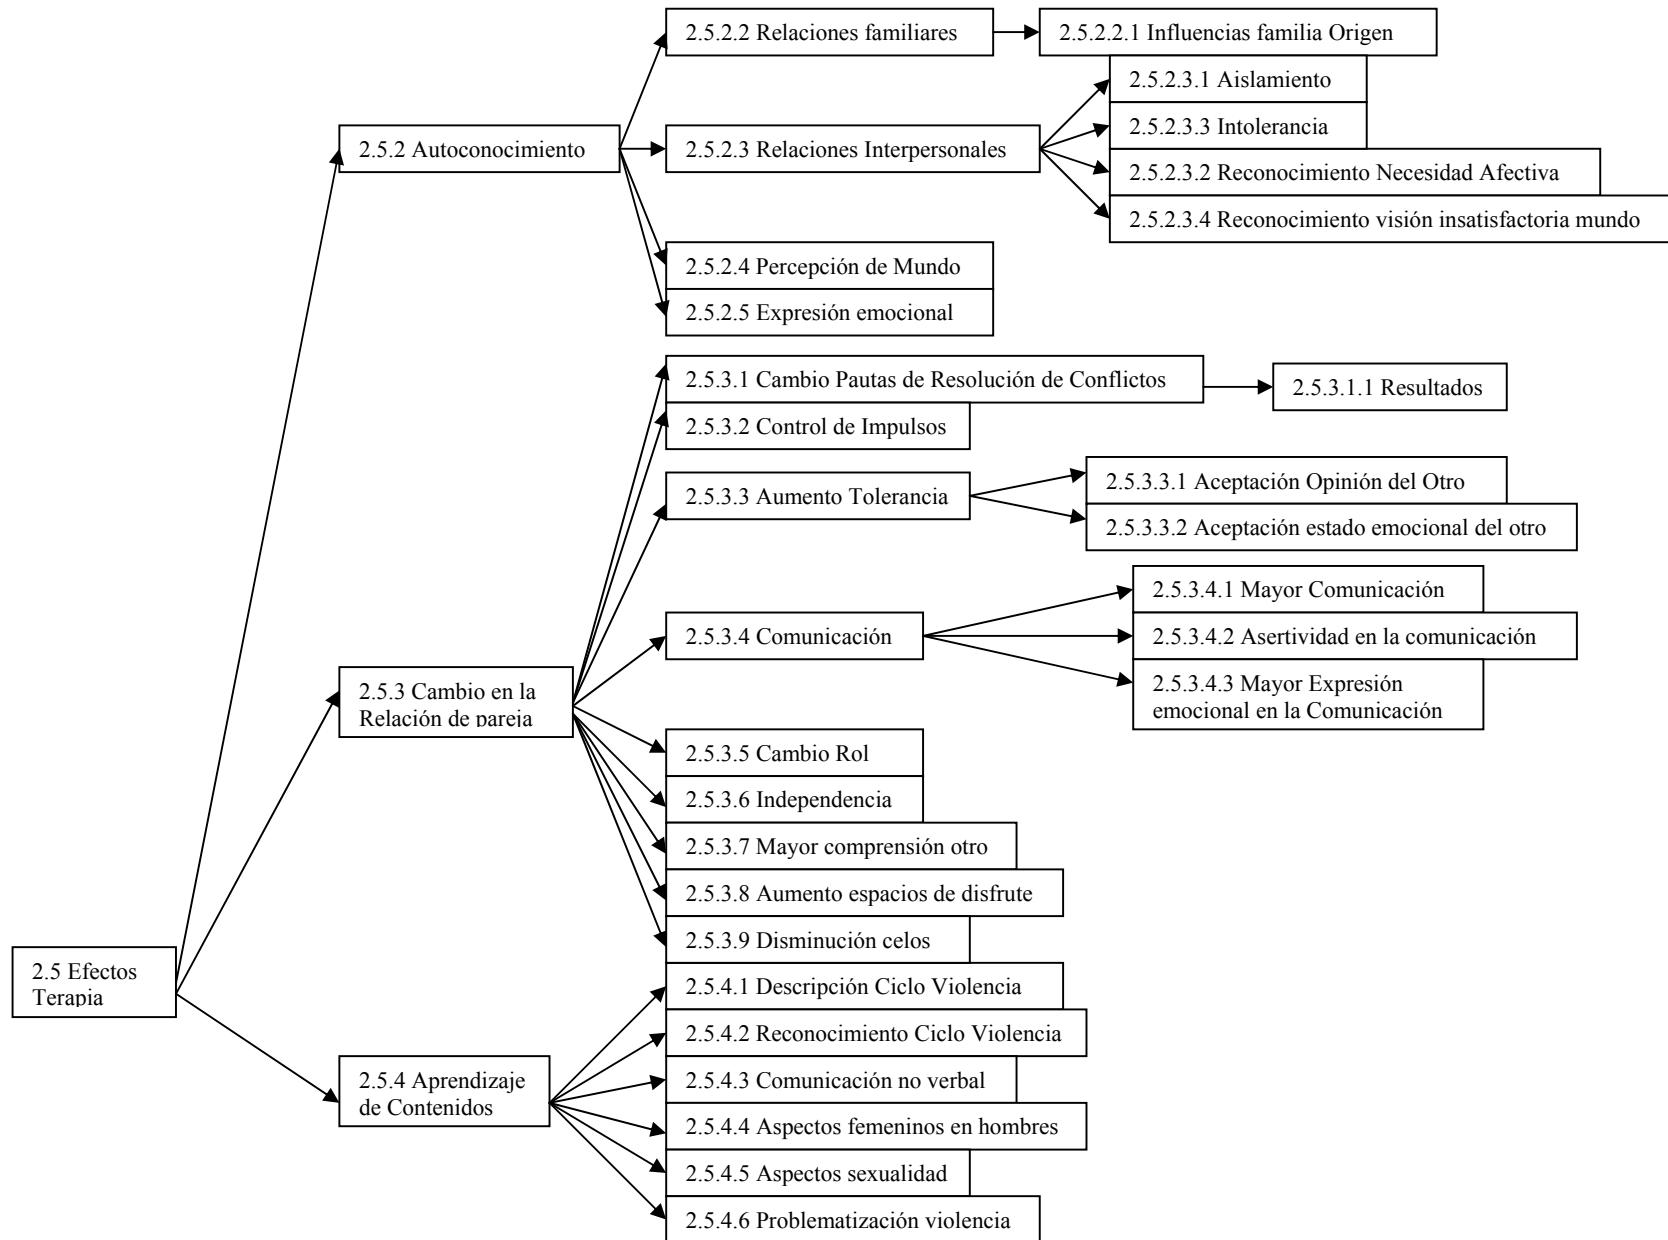 2.5.2.2 Relaciones familiares
2.5.2.2.1 Influencias familia Origen
2.5.2.3.1 Aislamiento
2.5.2.3.3 Intolerancia
2.5.2 Autoconocimiento
2.5.2.3 Relaciones Interpersonales
2.5.2.3.2 Reconocimiento Necesidad Afectiva
2.5.2.3.4 Reconocimiento visión insatisfactoria mundo
2.5.2.4 Percepción de Mundo
2.5.2.5 Expresión emocional
2.5.3.1 Cambio Pautas de Resolución de Conflictos
2.5.3.1.1 Resultados
2.5.3.2 Control de Impulsos
2.5.3.3 Aumento Tolerancia
2.5.3.3.1 Aceptación Opinión del Otro
2.5.3.3.2 Aceptación estado emocional del otro
2.5.3.4.1 Mayor Comunicación
2.5.3.4 Comunicación
2.5.3.4.2 Asertividad en la comunicación
2.5.3.4.3 Mayor Expresión
emocional en la Comunicación
2.5.3 Cambio en la
Relación de pareja
2.5.3.5 Cambio Rol
2.5.3.6 Independencia
2.5.3.7 Mayor comprensión otro
2.5.3.8 Aumento espacios de disfrute
2.5.3.9 Disminución celos
2.5 Efectos
Terapia
2.5.4.1 Descripción Ciclo Violencia
2.5.4.2 Reconocimiento Ciclo Violencia
2.5.4 Aprendizaje
de Contenidos
2.5.4.3 Comunicación no verbal
2.5.4.4 Aspectos femeninos en hombres
2.5.4.5 Aspectos sexualidad
2.5.4.6 Problematización violencia